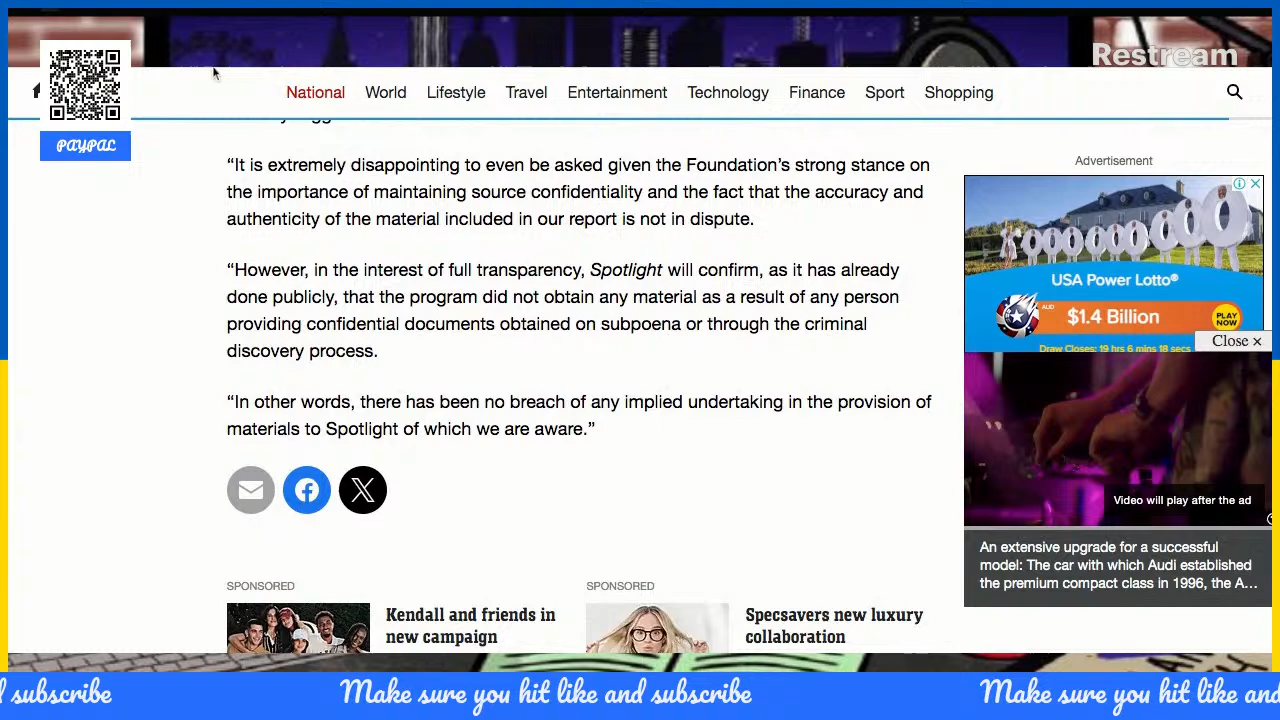 Restream
National World Lifestyle Travel Entertainment Technology Finance Sport Shopping
PAYPAL
Advertisement
“It is extremely disappointing to even be asked given the Foundation’s strong stance on
the importance of maintaining source confidentiality and the fact that the accuracy and
authenticity of the material included in our report is not in dispute.
“However, in the interest of full transparency, Spotlight will confirm, as it has already
done publicly, that the program did not obtain any material as a result of any person
providing confidential documents obtained on subpoena or through the criminal
discovery process.
“In other words, there has been no breach of any implied undertaking in the provision of
materials to Spotlight of which we are aware.”
USA Power Lotto®
AUD
$1.4 Billion
PLAY
NOW
Draw Closes: 19 hrs 6 mins 18 secs
Close ×
Video will play after the ad
An extensive upgrade for a successful
model: The car with which Audi established
the premium compact class in 1996, the A...
SPONSORED
Kendall and friends in
new campaign
SPONSORED
Specsavers new luxury
collaboration
d subscribe Make sure you hit like and subscribe Make sure you hit like and